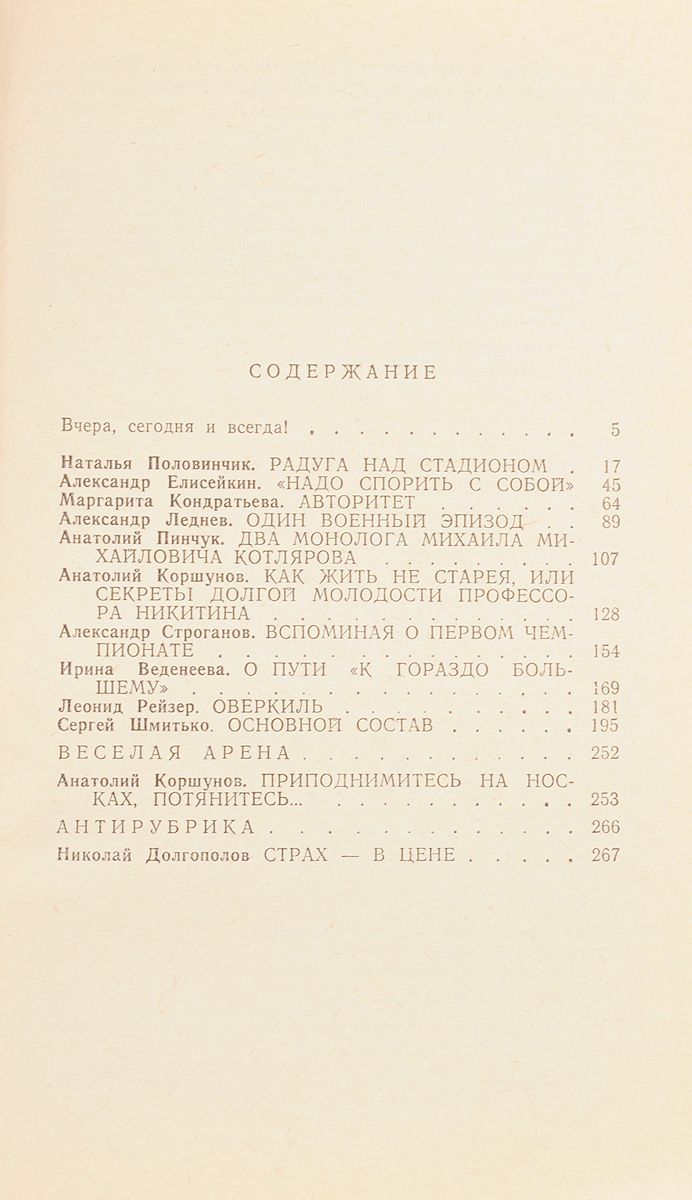 СОДЕРЖАНИЕ
Вчера, сегодня и всегда! . . . . . . . . . . . . 5
Наталья Половинчик. РАДУГА НАД СТАДИОНОМ . 17
Александр Елисейкин. «НАДО СПОРИТЬ С СОБОЙ» 45
Маргарита Кондратьева. АВТОРИТЕТ . . . . . . 64
Александр Леднев. ОДИН ВОЕННЫЙ ЭПИЗОД . . 89
Анатолий Пинчук. ДВА МОНОЛОГА МИХАИЛА МИ-
ХАЙЛОВИЧА КОТЛЯРОВА . . . . . . . . . 107
Анатолий Коршунов. КАК ЖИТЬ НЕ СТАРЕЯ, ИЛИ
СЕКРЕТЫ ДОЛГОЙ МОЛОДОСТИ ПРОФЕССО-
РА НИКИТИНА . . . . . . . . . . . . . 128
Александр Строганов. ВСПОМИНАЯ О ПЕРВОМ ЧЕМ-
ПИОНАТЕ . . . . . . . . . . . . . . . . 154
Ирина Веденеева. О ПУТИ «К ГОРАЗДО БОЛЬ-
ШЕМУ» . . . . . . . . . . . . . . . . . 169
Леонид Рейзер. ОВЕРКИЛЬ . . . . . . . . . . 181
Сергей Шмитько. ОСНОВНОЙ СОСТАВ . . . . . . 195
ВЕСЕЛАЯ АРЕНА . . . . . . . . . . . . 252
Анатолий Коршунов. ПРИПОДНИМИТЕСЬ НА НОС-
КАХ, ПОТЯНИТЕСЬ... . . . . . . . . . . . 253
АНТИРУБРИКА . . . . . . . . . . . . . 266
Николай Долгополов СТРАХ — В ЦЕНЕ . . . . . 267